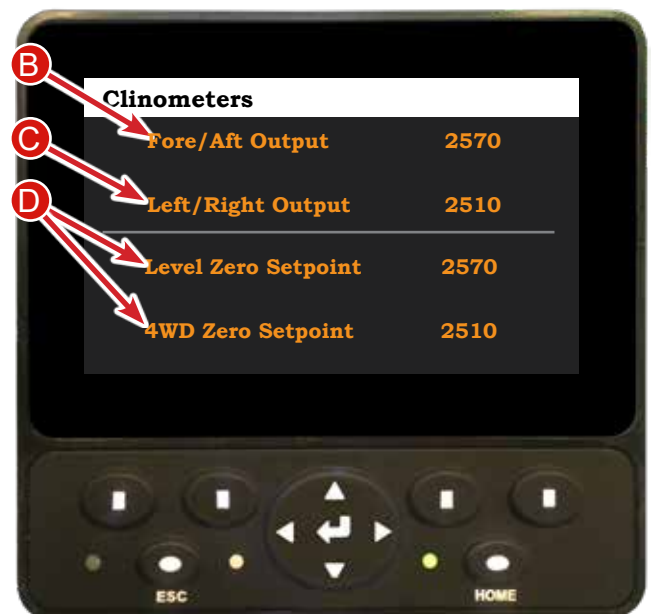 B
Clinometers
Fore/Aft Output 2570
C
Left/Right Output 2510
D
Level Zero Setpoint 2570
4WD Zero Setpoint 2510
ESC HOME